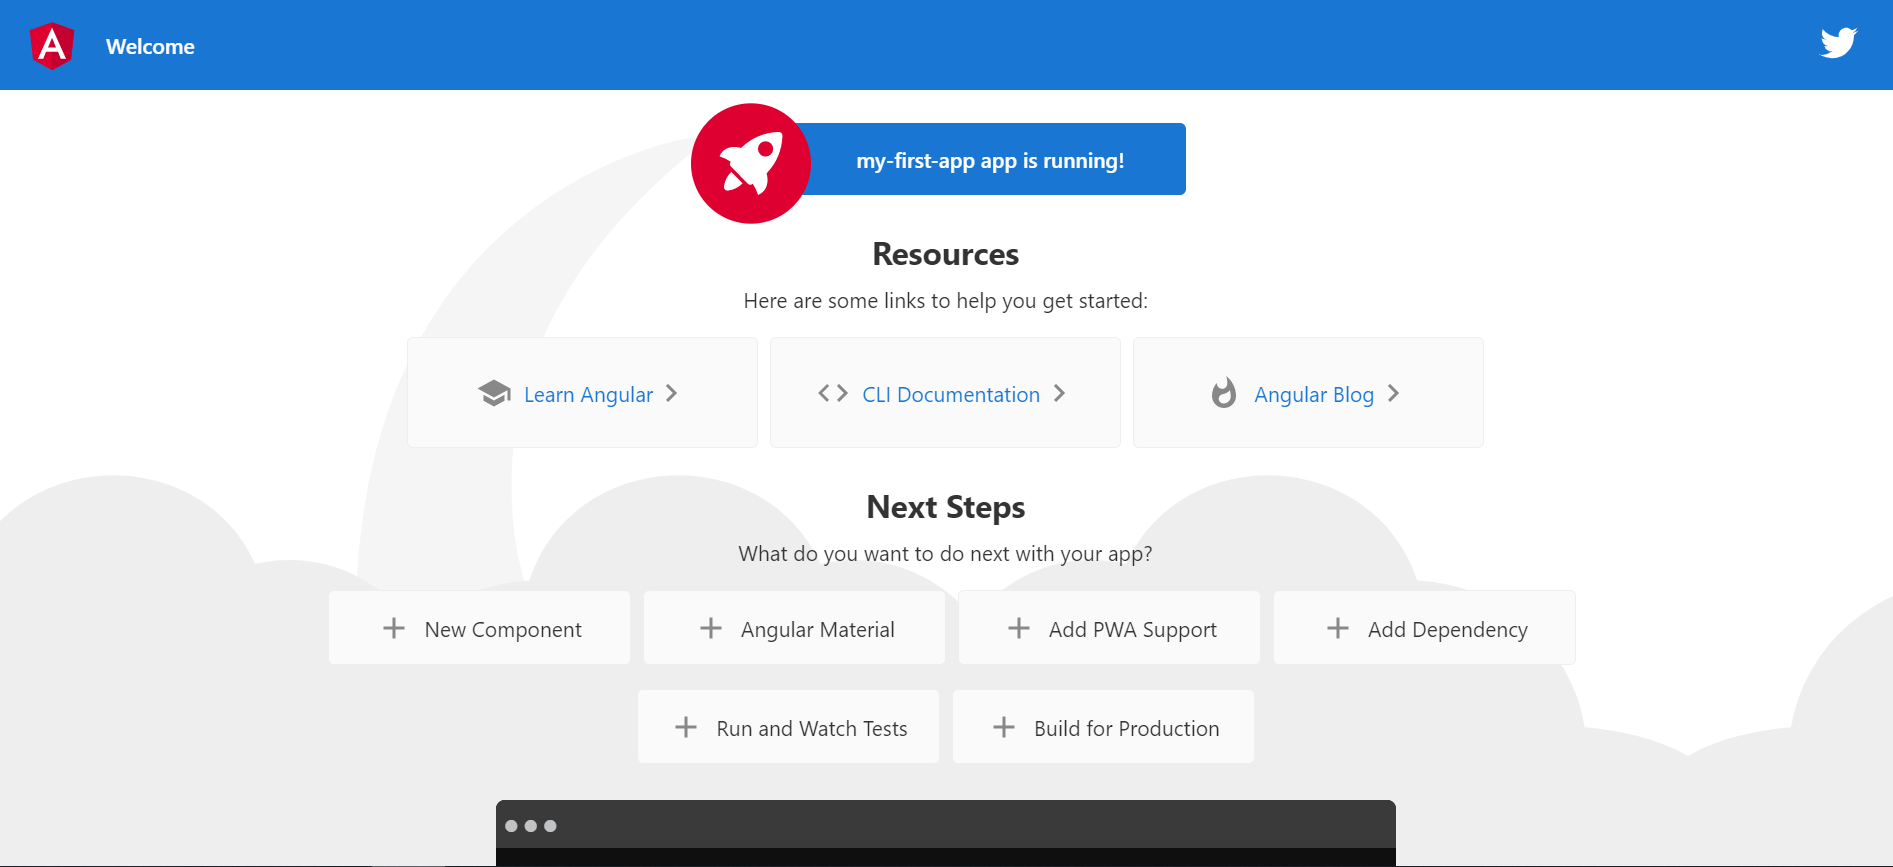 Welcome
my-first-app app is running!
Resources
Here are some links to help you get started:
Learn Angular
CLI Documentation
Angular Blog
Next Steps
What do you want to do next with your app?
New Component
Angular Material
Add PWA Support
Add Dependency
Run and Watch Tests
Build for Production